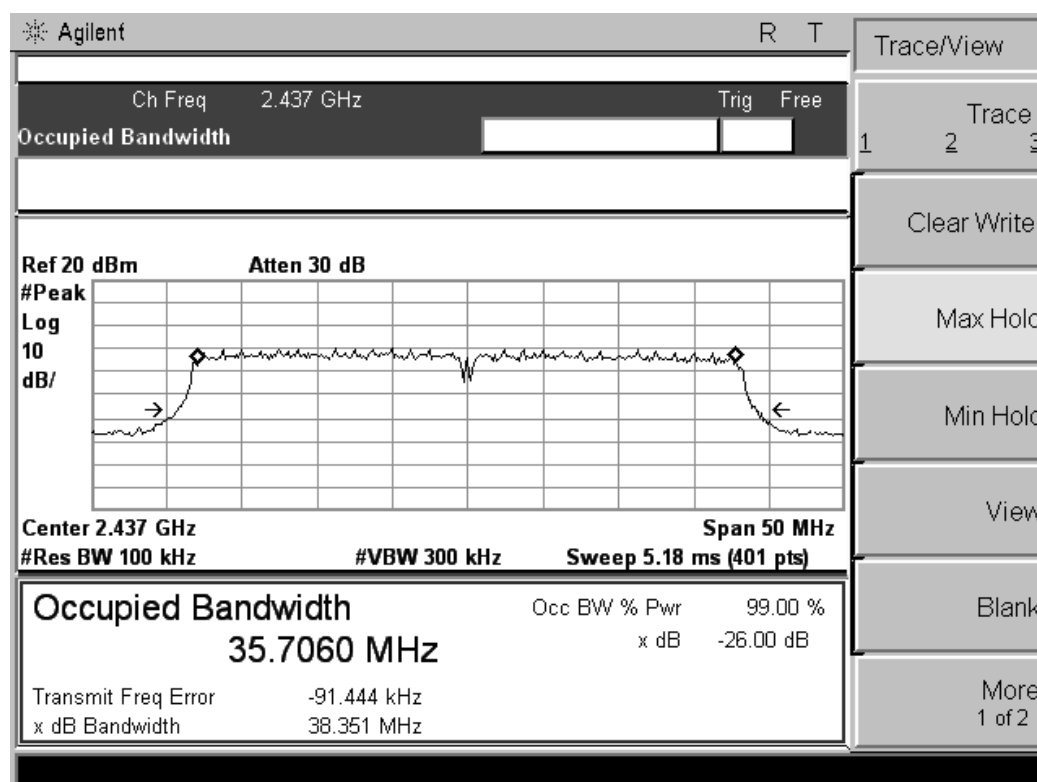 Agilent R T
Trace/View
Ch Freq 2.437 GHz Trig Free
Occupied Bandwidth
Trace
1 2 3
Clear Write
Max Hold
Min Hold
View
Blank
More
1 of 2
Ref 20 dBm Atten 30 dB
#Peak
Log
10
dB/
Center 2.437 GHz Span 50 MHz
#Res BW 100 kHz #VBW 300 kHz Sweep 5.18 ms (401 pts)
Occupied Bandwidth Occ BW % Pwr 99.00 %
35.7060 MHz x dB -26.00 dB
Transmit Freq Error -91.444 kHz
x dB Bandwidth 38.351 MHz